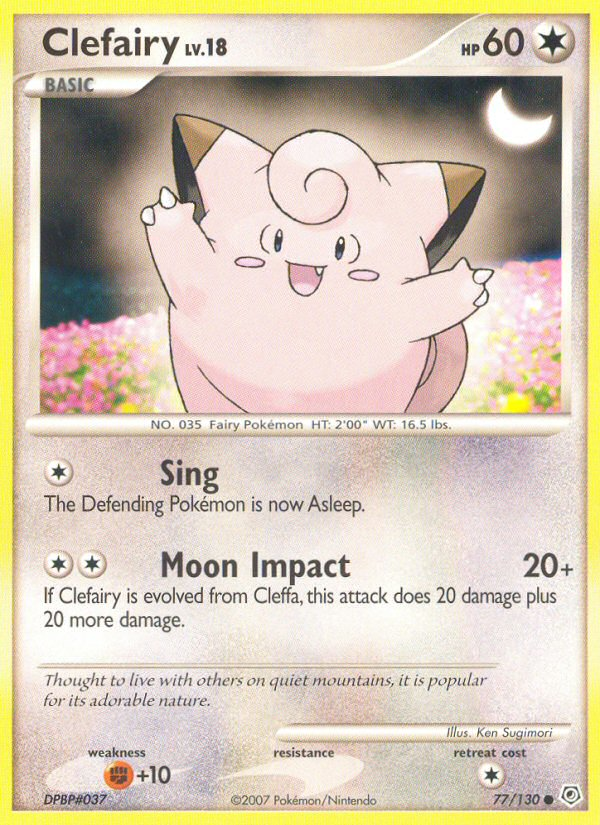 Clefairy LV.18
HP 60
BASIC
NO. 035 Fairy Pokémon HT: 2'00" WT: 16.5 lbs.
Sing
The Defending Pokémon is now Asleep.
Moon Impact 20+
If Clefairy is evolved from Cleffa, this attack does 20 damage plus
20 more damage.
Thought to live with others on quiet mountains, it is popular
for its adorable nature.
Illus. Ken Sugimori
weakness resistance retreat cost
+10
DPBP#037 ©2007 Pokémon/Nintendo 77/130